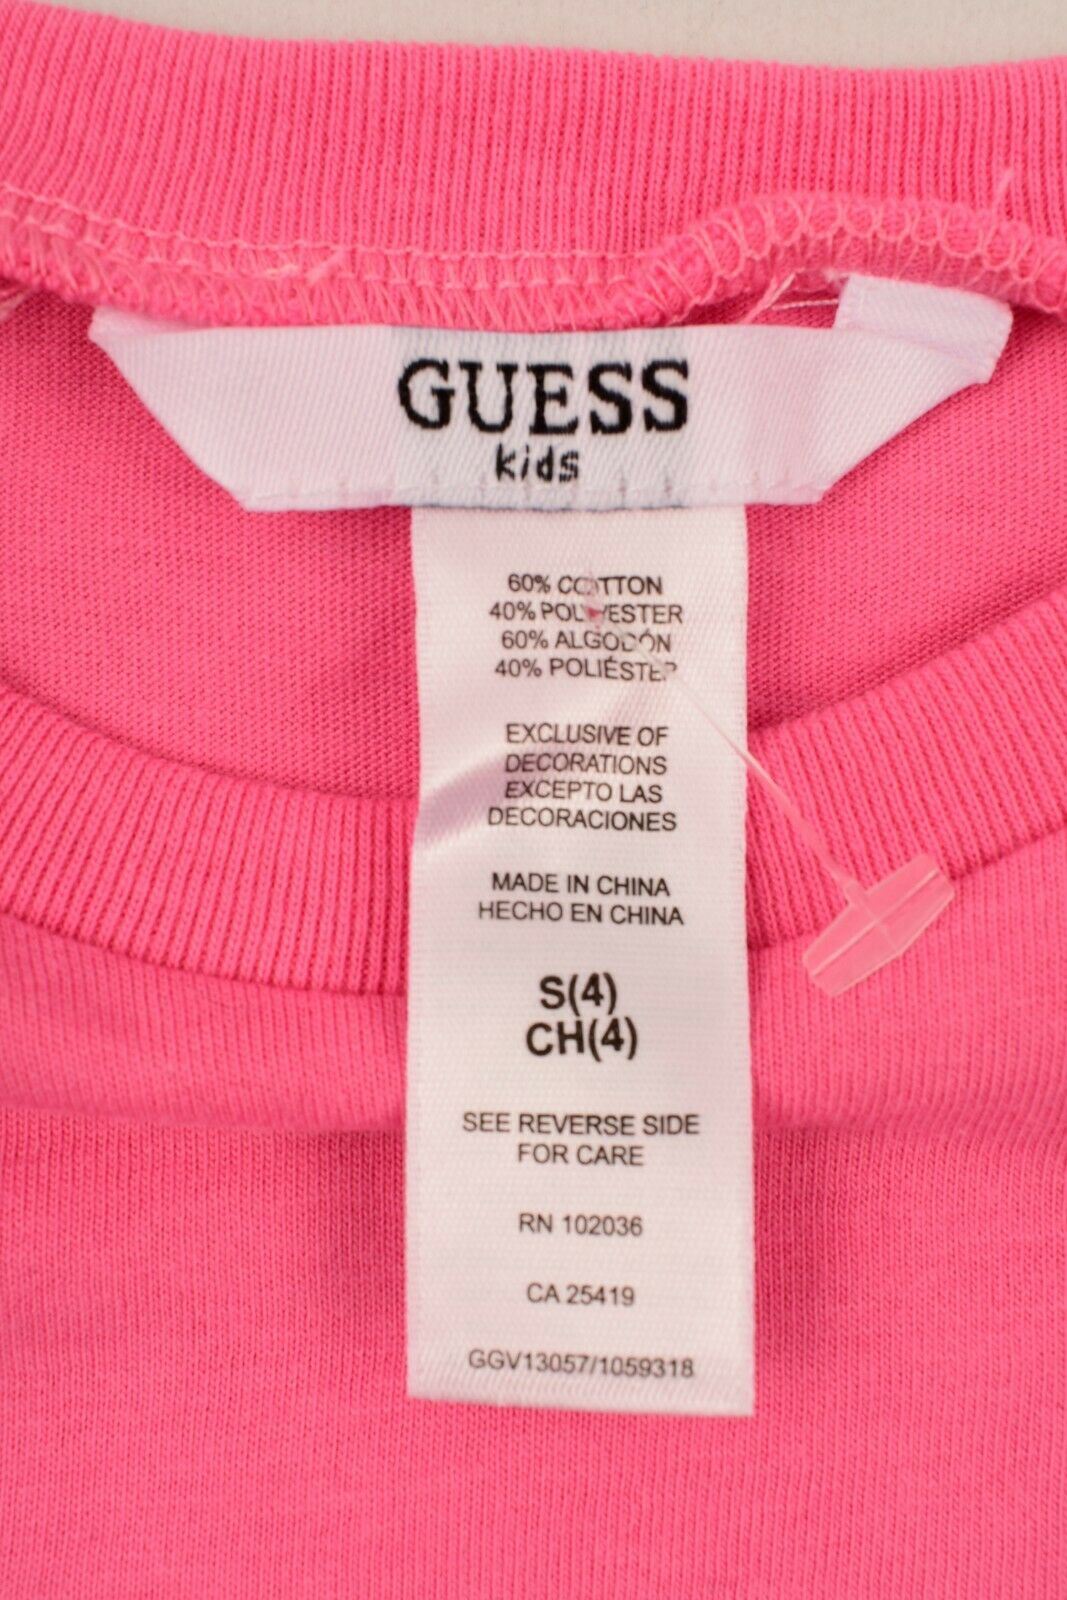 GUESS
kids
60% COTTON
40% POLYESTER
60% ALGODÓN
40% POLIÉSTER
EXCLUSIVE OF
DECORATIONS
EXCEPTO LAS
DECORACIONES
MADE IN CHINA
HECHO EN CHINA
S(4)
CH(4)
SEE REVERSE SIDE
FOR CARE
RN 102036
CA 25419
GGV13057/1059318